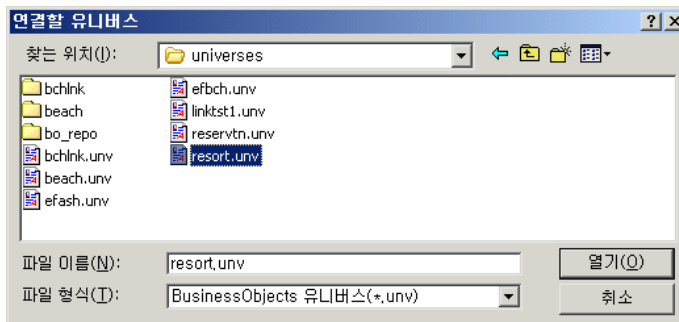 연결할 유니버스
찾는 위치(I): universes
bchlnk
beach
bo_repo
bchlnk.unv
beach.unv
efash.unv
efbch.unv
linktst1.unv
reservtn.unv
resort.unv
파일 이름(N): resort.unv 열기(O)
파일 형식(T): BusinessObjects 유니버스(*.unv) 취소